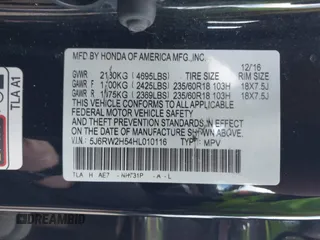 MFD BY HONDA OF AMERICA MFG.,INC.
12/16
GVWR 2130KG (4695LBS) TIRE SIZE RIM SIZE
GAWR F 1100KG (2425LBS) 235/60R18 103H 18X7.5J
GAWR R 1075KG (2369LBS) 235/60R18 103H 18X7.5J
THIS VEHICLE CONFORMS TO ALL APPLICABLE
FEDERAL MOTOR VEHICLE SAFETY
AND THEFT PREVENTION STANDARDS IN
EFFECT ON THE DATE OF MANUFACTURE SHOWN ABOVE.
V.I.N.: 5J6RW2H54HL010116 TYPE: MPV
TLA H AE7 NH731P A - L
TLA A1
DREAMBID